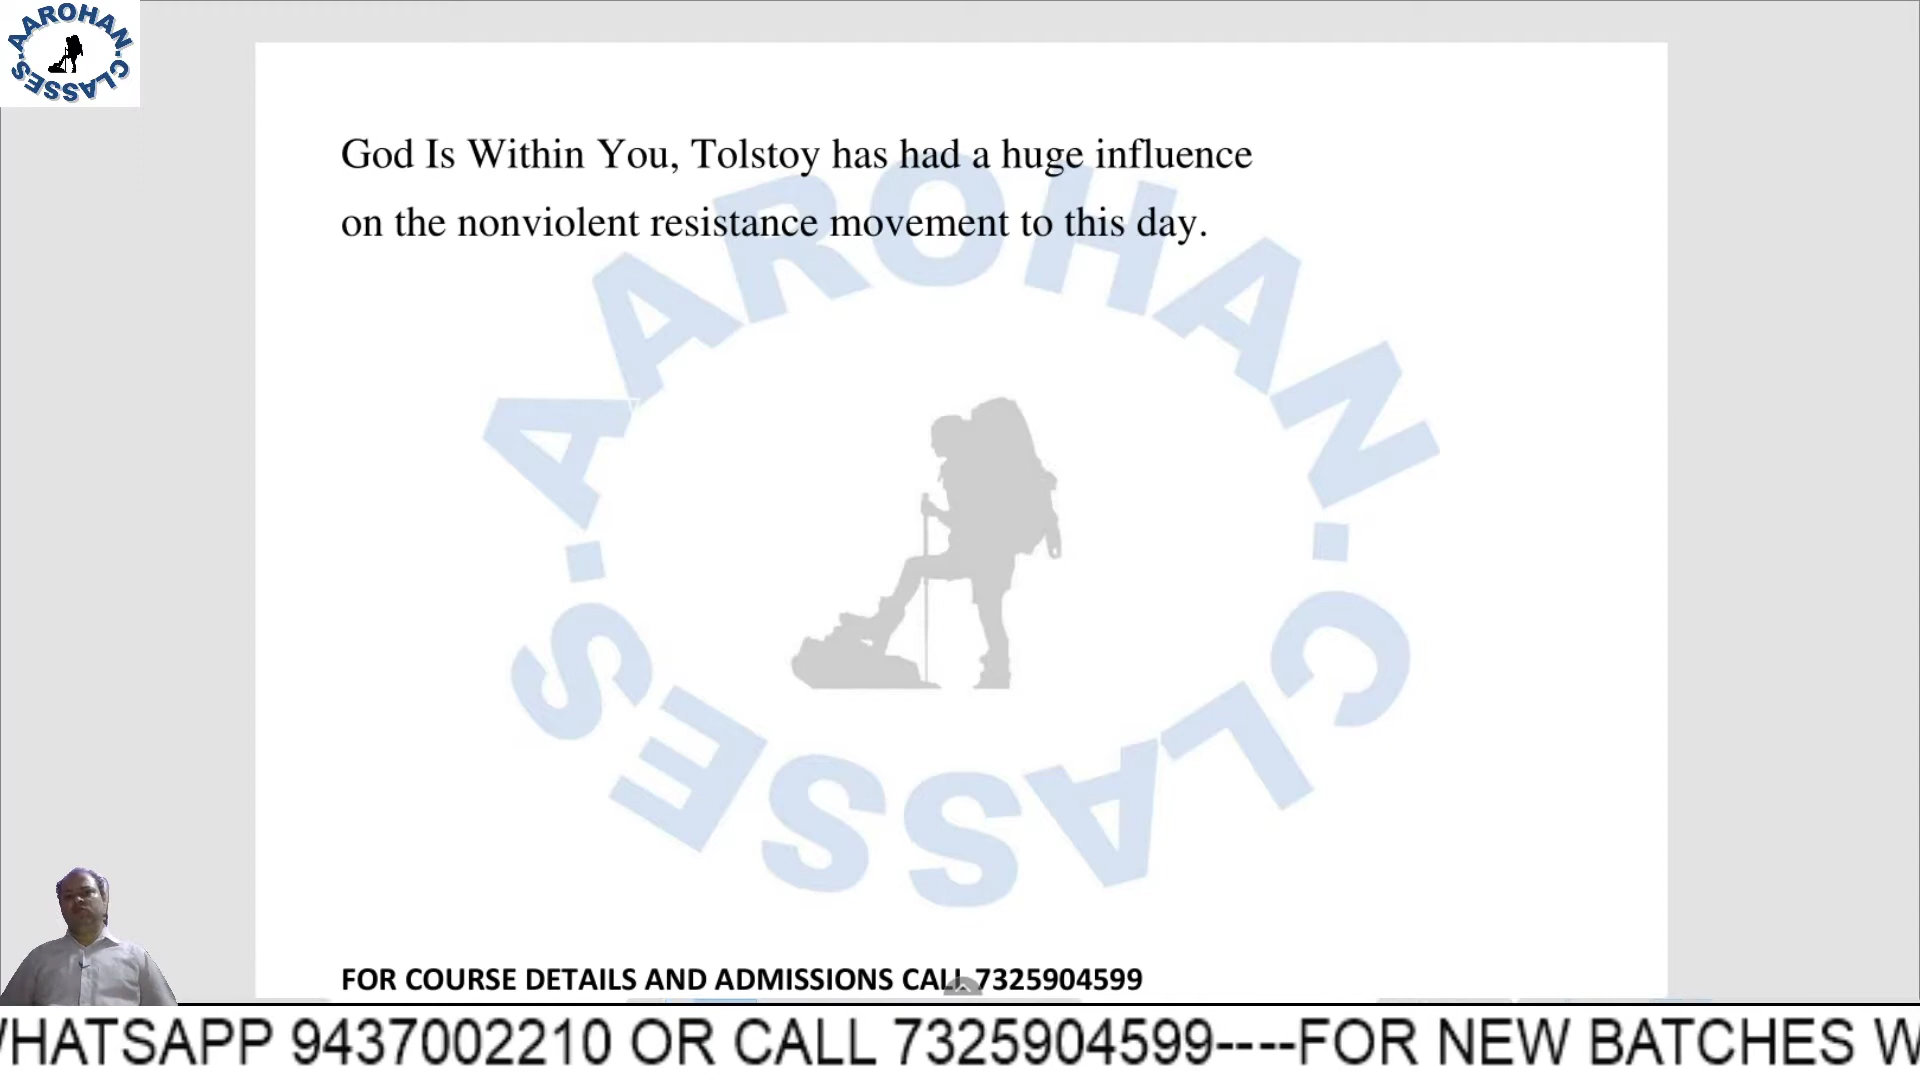 AAROHAN.CLASSES.
God Is Within You, Tolstoy has had a huge influence
on the nonviolent resistance movement to this day.
AAROHAN.CLASSES.
FOR COURSE DETAILS AND ADMISSIONS CALL 7325904599
WHATSAPP 9437002210 OR CALL 7325904599----FOR NEW BATCHES W